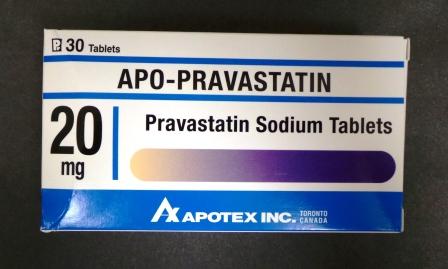 P 30 Tablets
APO-PRAVASTATIN
20
mg
Pravastatin Sodium Tablets
APOTEX INC. TORONTO
CANADA